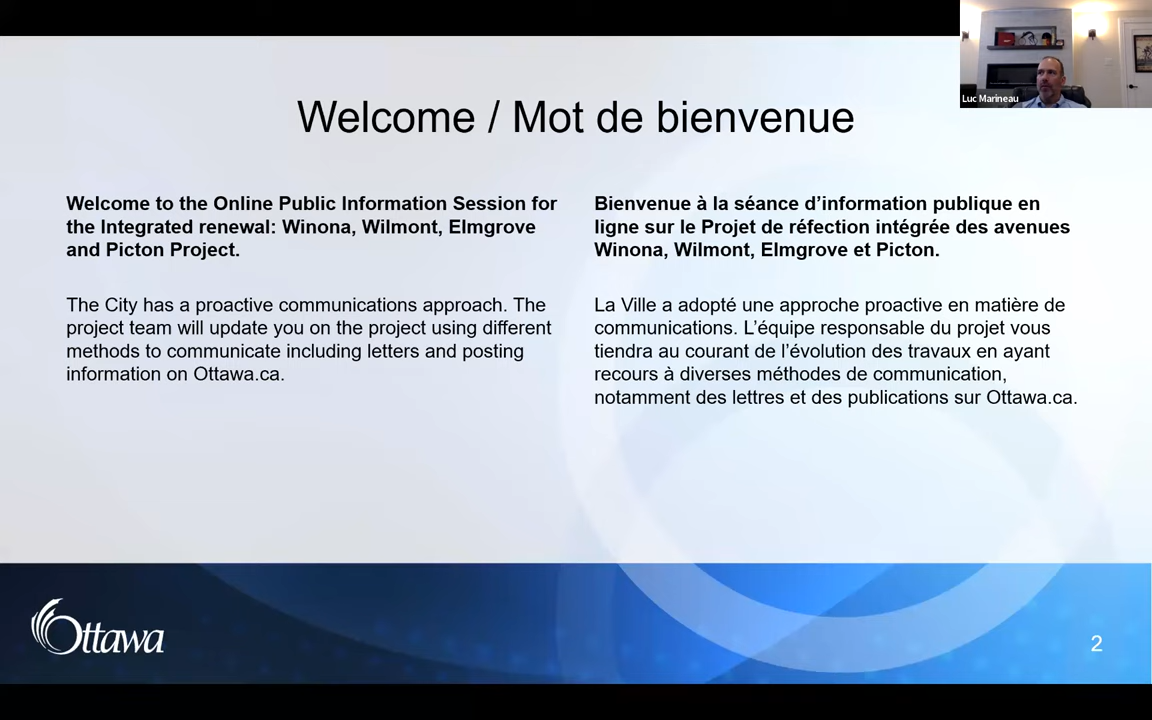 Luc Marineau
Welcome / Mot de bienvenue
Welcome to the Online Public Information Session for
the Integrated renewal: Winona, Wilmont, Elmgrove
and Picton Project.
The City has a proactive communications approach. The
project team will update you on the project using different
methods to communicate including letters and posting
information on Ottawa.ca.
Bienvenue à la séance d’information publique en
ligne sur le Projet de réfection intégrée des avenues
Winona, Wilmont, Elmgrove et Picton.
La Ville a adopté une approche proactive en matière de
communications. L’équipe responsable du projet vous
tiendra au courant de l’évolution des travaux en ayant
recours à diverses méthodes de communication,
notamment des lettres et des publications sur Ottawa.ca.
Ottawa
2